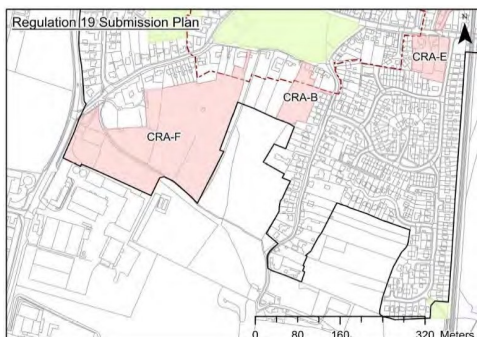 Regulation 19 Submission Plan
N
CRA-E
CRA-B
CRA-F
0 80 160 320 Meters